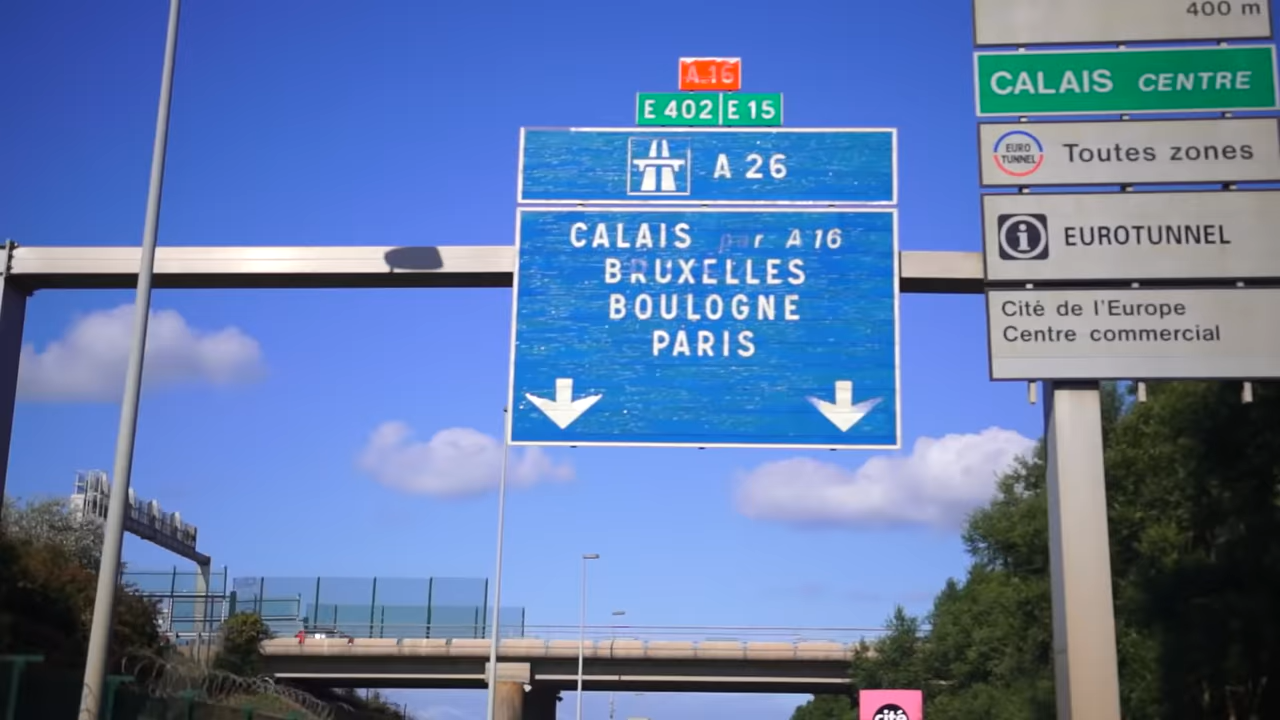 A 16
E 402 E 15
A 26
CALAIS par A 16
BRUXELLES
BOULOGNE
PARIS
400 m
CALAIS CENTRE
EURO
TUNNEL
Toutes zones
i EUROTUNNEL
Cité de l'Europe
Centre commercial
cité